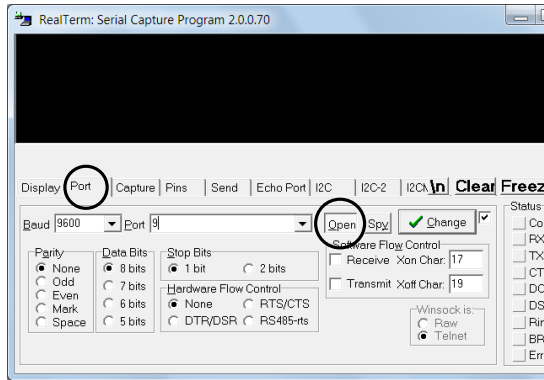 RealTerm: Serial Capture Program 2.0.0.70
Display Port Capture Pins Send Echo Port I2C I2C-2 \n Clear
Baud 9600 Port 9 Open Spy Change
Status
Parity
None
Odd
Even
Mark
Space
Data Bits
8 bits
7 bits
6 bits
5 bits
Stop Bits
1 bit 2 bits
Hardware Flow Control
None RTS/CTS
DTR/DSR RS485-rts
Software Flow Control
Receive Xon Char: 17
Transmit Xoff Char: 19
Winsock is:
Raw
Telnet